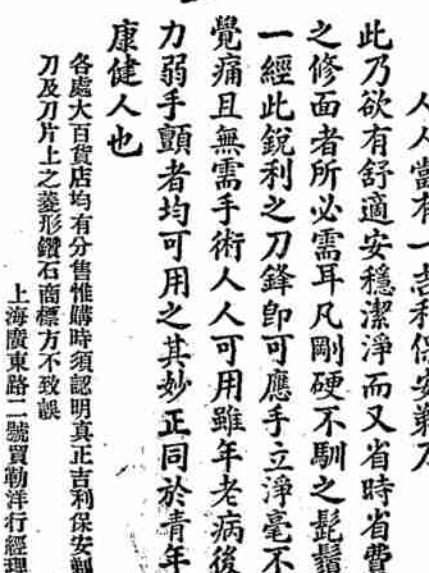 人人當有一吉利保安剃刀
此乃欲有舒適安穩潔淨而又省時省費
之修面者所必需耳凡剛硬不馴之髭鬚
一經此銳利之刀鋒卽可應手立淨毫不
覺痛且無需手術人人可用雖年老病後
力弱手顫者均可用之其妙正同於青年
康健人也
各處大百貨店均有分售惟購時須認明真正吉利保安剃
刀及刀片上之菱形鑽石商標方不致誤
上海廣東路二號買勒洋行經理